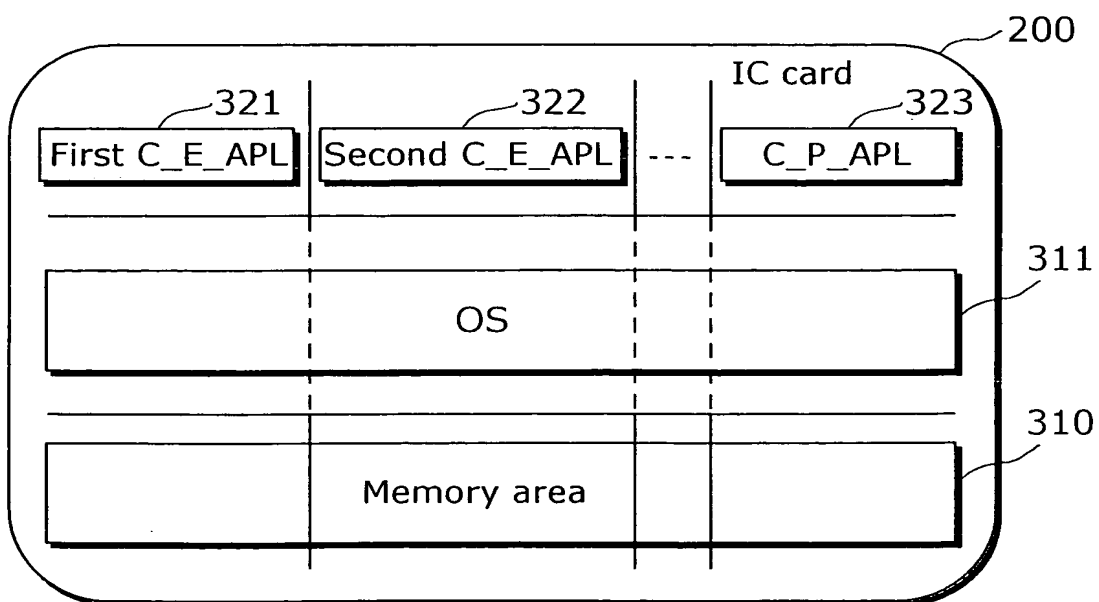 200
IC card
321
322
323
First C_E_APL
Second C_E_APL
---
C_P_APL
311
OS
310
Memory area